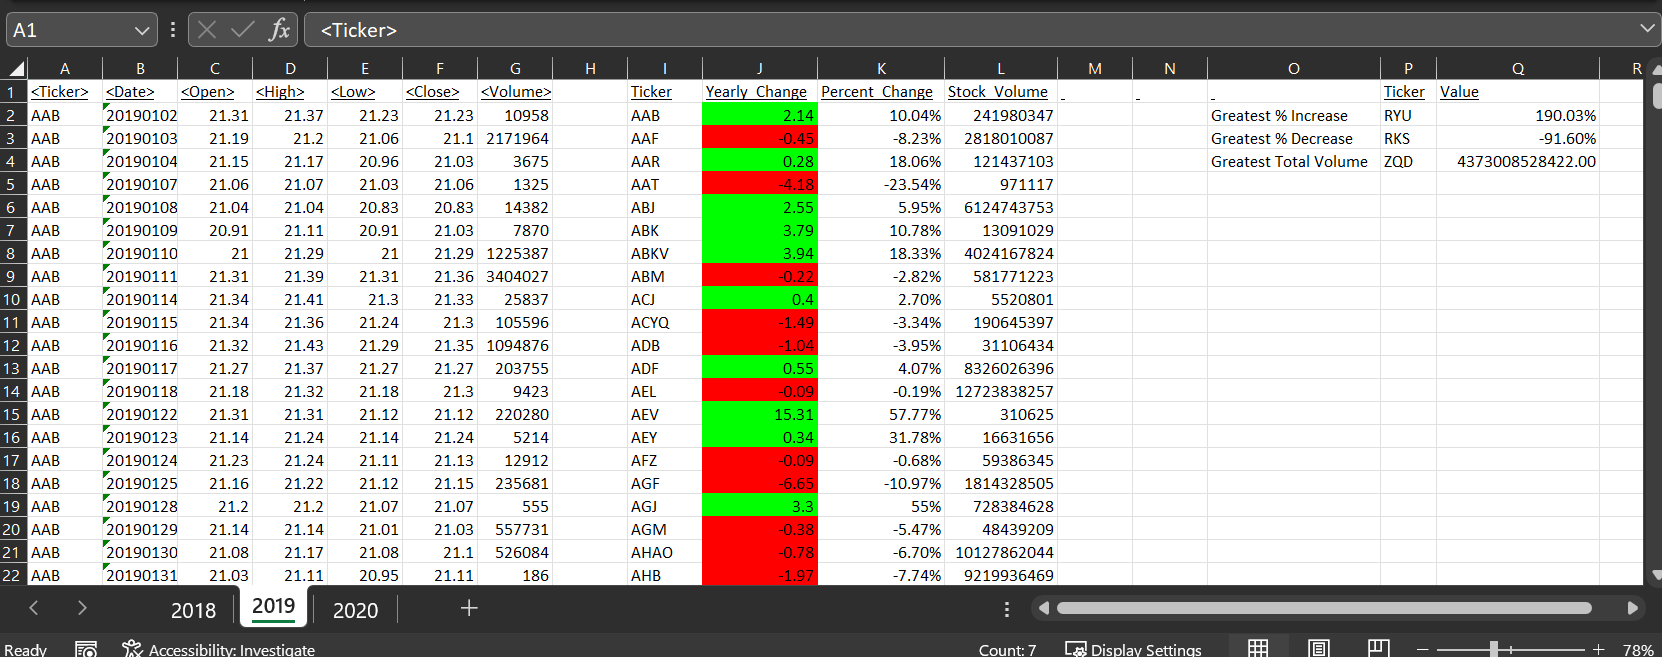 A1 fx <Ticker>
A B C D E F G H I J K L M N O P Q R
1 <Ticker> <Date> <Open> <High> <Low> <Close> <Volume> Ticker Yearly_Change Percent_Change Stock_Volume _ _ _ Ticker Value
2 AAB 20190102 21.31 21.37 21.23 21.23 10958 AAB 2.14 10.04% 241980347 Greatest % Increase RYU 190.03%
3 AAB 20190103 21.19 21.2 21.06 21.1 2171964 AAF -0.45 -8.23% 2818010087 Greatest % Decrease RKS -91.60%
4 AAB 20190104 21.15 21.17 20.96 21.03 3675 AAR 0.28 18.06% 121437103 Greatest Total Volume ZQD 4373008528422.00
5 AAB 20190107 21.06 21.07 21.03 21.06 1325 AAT -4.18 -23.54% 971117
6 AAB 20190108 21.04 21.04 20.83 20.83 14382 ABJ 2.55 5.95% 6124743753
7 AAB 20190109 20.91 21.11 20.91 21.03 7870 ABK 3.79 10.78% 13091029
8 AAB 20190110 21 21.29 21 21.29 1225387 ABKV 3.94 18.33% 4024167824
9 AAB 20190111 21.31 21.39 21.31 21.36 3404027 ABM -0.22 -2.82% 581771223
10 AAB 20190114 21.34 21.41 21.3 21.33 25837 ACJ 0.4 2.70% 5520801
11 AAB 20190115 21.34 21.36 21.24 21.3 105596 ACYQ -1.49 -3.34% 190645397
12 AAB 20190116 21.32 21.43 21.29 21.35 1094876 ADB -1.04 -3.95% 31106434
13 AAB 20190117 21.27 21.37 21.27 21.27 203755 ADF 0.55 4.07% 8326026396
14 AAB 20190118 21.18 21.32 21.18 21.3 9423 AEL -0.09 -0.19% 12723838257
15 AAB 20190122 21.31 21.31 21.12 21.12 220280 AEV 15.31 57.77% 310625
16 AAB 20190123 21.14 21.24 21.14 21.24 5214 AEY 0.34 31.78% 16631656
17 AAB 20190124 21.23 21.24 21.11 21.13 12912 AFZ -0.09 -0.68% 59386345
18 AAB 20190125 21.16 21.22 21.12 21.15 235681 AGF -6.65 -10.97% 1814328505
19 AAB 20190128 21.2 21.2 21.07 21.07 555 AGJ 3.3 55% 728384628
20 AAB 20190129 21.14 21.14 21.01 21.03 557731 AGM -0.38 -5.47% 48439209
21 AAB 20190130 21.08 21.17 21.08 21.1 526084 AHAO -0.78 -6.70% 10127862044
22 AAB 20190131 21.03 21.11 20.95 21.11 186 AHB -1.97 -7.74% 9219936469
2018 2019 2020
Ready Accessibility: Investigate Count: 7 Display Settings 78%